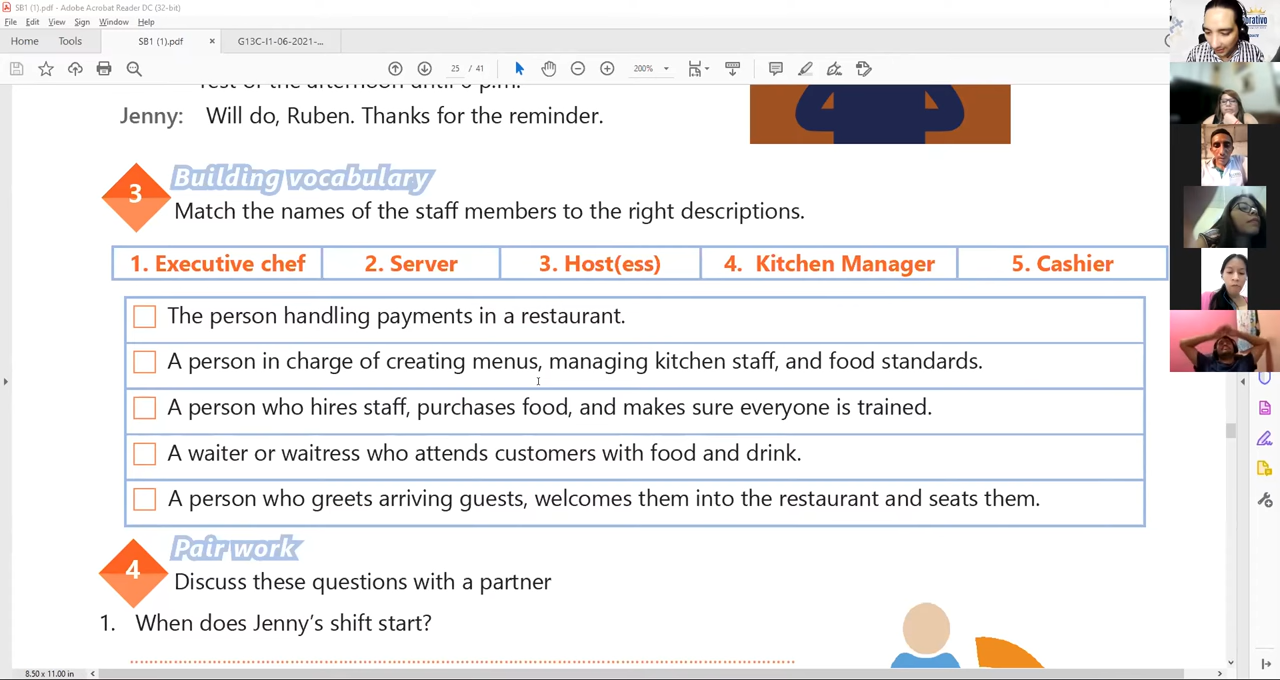 SB1 (1).pdf - Adobe Acrobat Reader DC (32-bit)
File Edit View Sign Window Help
Home Tools SB1 (1).pdf × G13C-I1-06-2021-...
25 / 41 200%
Jenny: Will do, Ruben. Thanks for the reminder.
3 Building vocabulary
Match the names of the staff members to the right descriptions.
1. Executive chef 2. Server 3. Host(ess) 4. Kitchen Manager 5. Cashier
The person handling payments in a restaurant.
A person in charge of creating menus, managing kitchen staff, and food standards.
A person who hires staff, purchases food, and makes sure everyone is trained.
A waiter or waitress who attends customers with food and drink.
A person who greets arriving guests, welcomes them into the restaurant and seats them.
4 Pair work
Discuss these questions with a partner
1. When does Jenny's shift start?
8.50 x 11.00 in